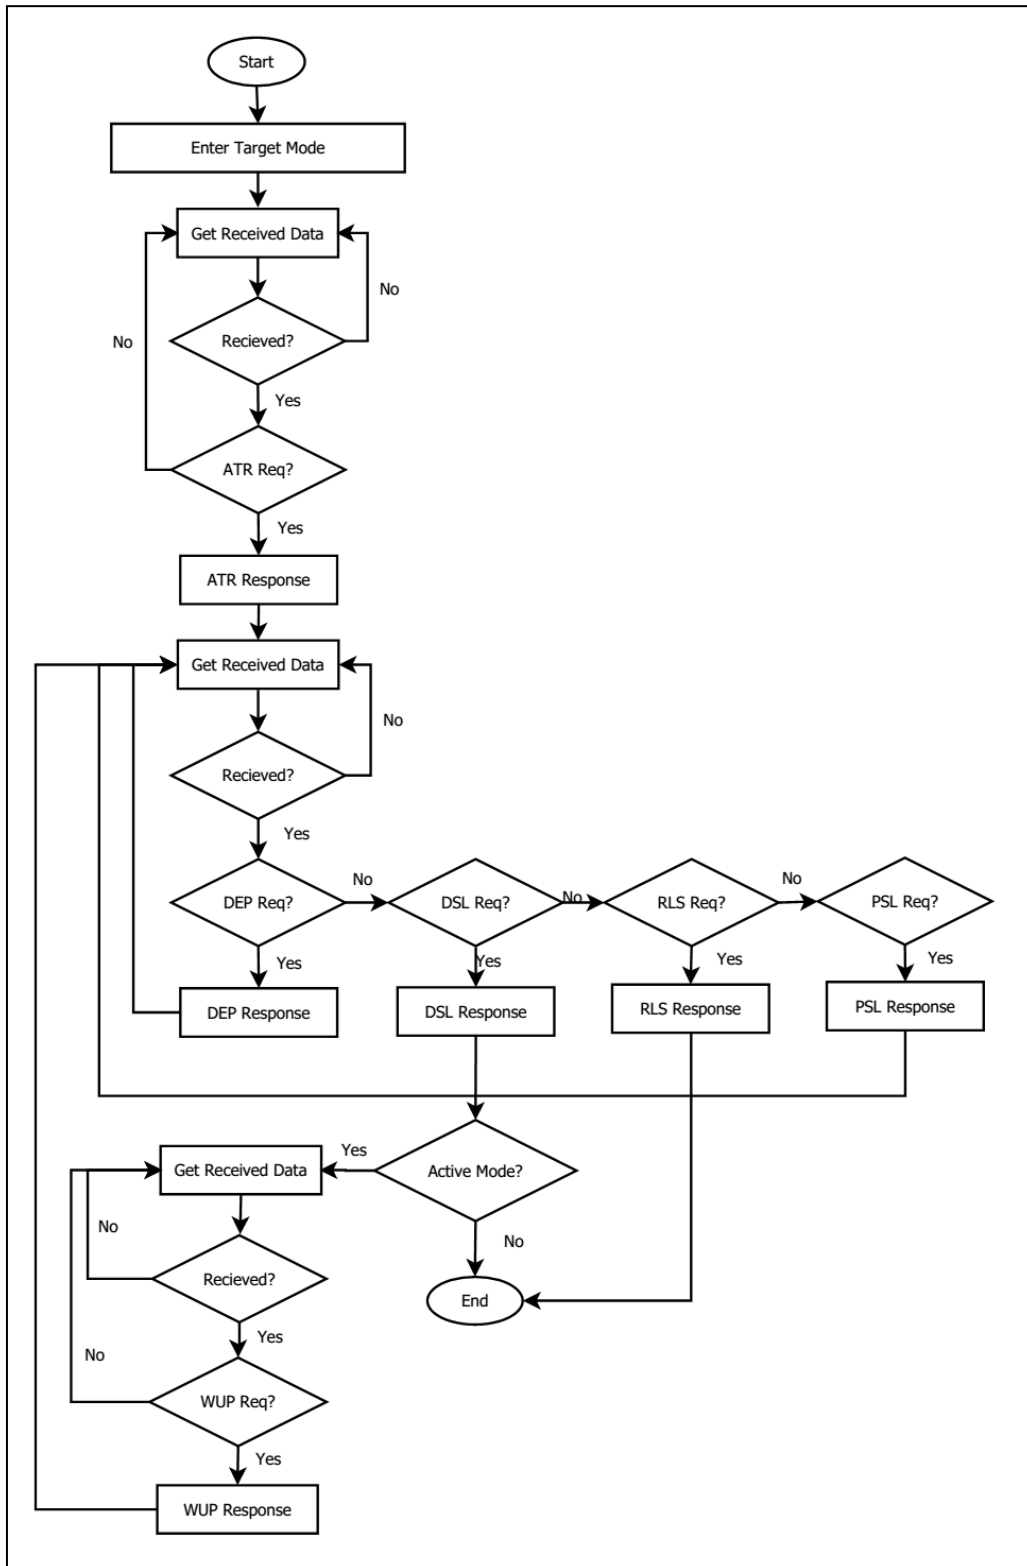 Start
Enter Target Mode
Get Received Data
No
No
Recieved?
Yes
ATR Req?
Yes
ATR Response
Get Received Data
No
Recieved?
Yes
DEP Req?
No
DSL Req?
No
RLS Req?
No
PSL Req?
Yes
Yes
Yes
Yes
DEP Response
DSL Response
RLS Response
PSL Response
Get Received Data
Yes
Active Mode?
No
No
Recieved?
End
Yes
No
WUP Req?
Yes
WUP Response